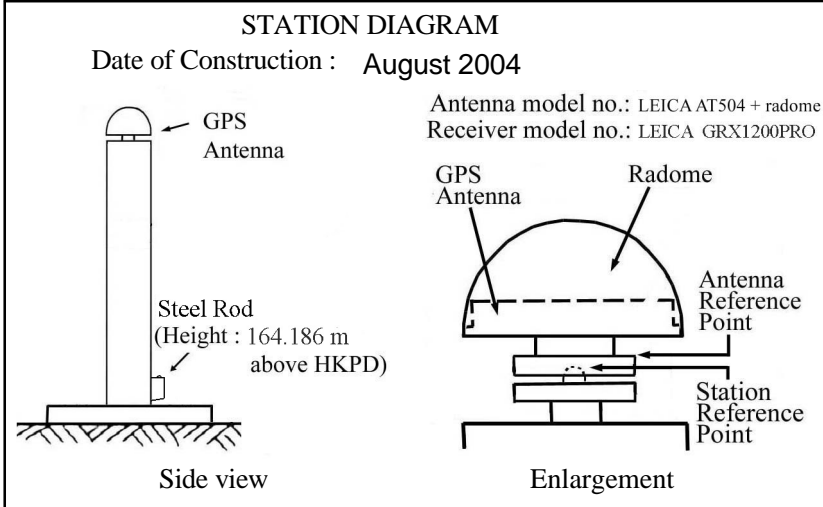 STATION DIAGRAM
Date of Construction : August 2004
GPS
Antenna
Steel Rod
(Height : 164.186 m
above HKPD)
Side view
Antenna model no.: LEICA AT504 + radome
Receiver model no.: LEICA GRX1200PRO
GPS
Antenna
Radome
Antenna
Reference
Point
Station
Reference
Point
Enlargement